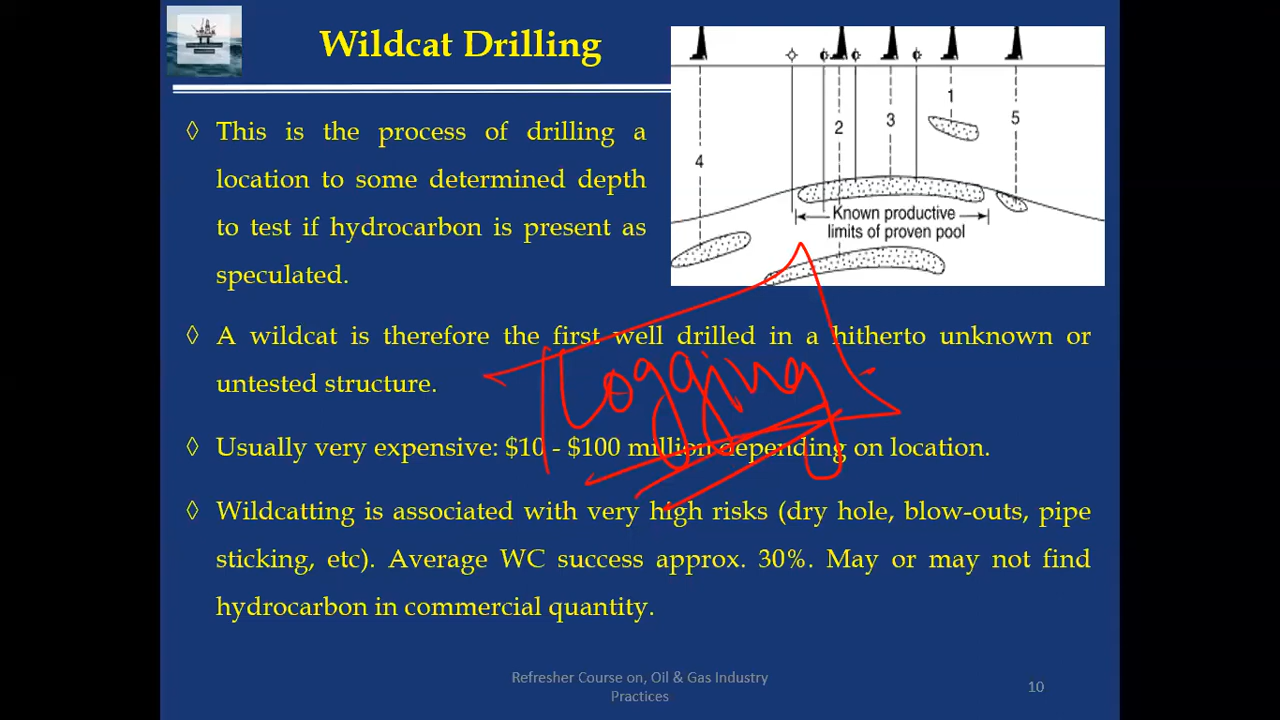 Wildcat Drilling
◊ This is the process of drilling a
location to some determined depth
to test if hydrocarbon is present as
speculated.
1
2
3
4
5
Known productive
limits of proven pool
◊ A wildcat is therefore the first well drilled in a hitherto unknown or
untested structure.
Logging
◊ Usually very expensive: $10 - $100 million depending on location.
◊ Wildcatting is associated with very high risks (dry hole, blow-outs, pipe
sticking, etc). Average WC success approx. 30%. May or may not find
hydrocarbon in commercial quantity.
Refresher Course on, Oil & Gas Industry
Practices
10